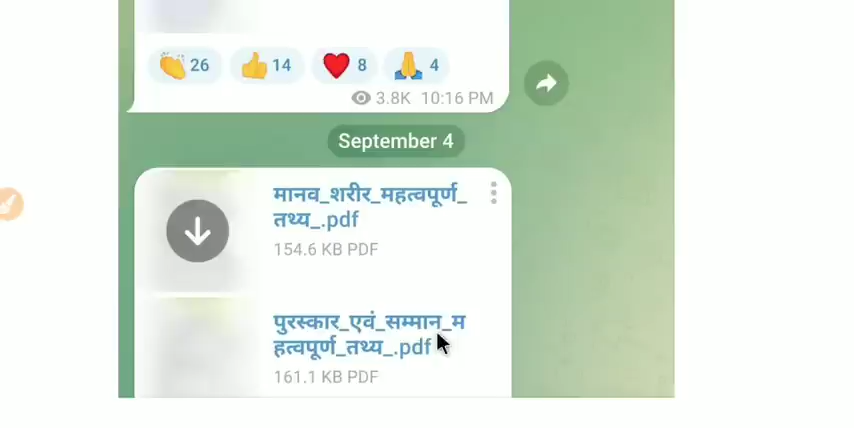 26 14 8 4
3.8K 10:16 PM
September 4
मानव_शरीर_महत्वपूर्ण_
तथ्य_.pdf
154.6 KB PDF
पुरस्कार_एवं_सम्मान_म
हत्वपूर्ण_तथ्य_.pdf
161.1 KB PDF